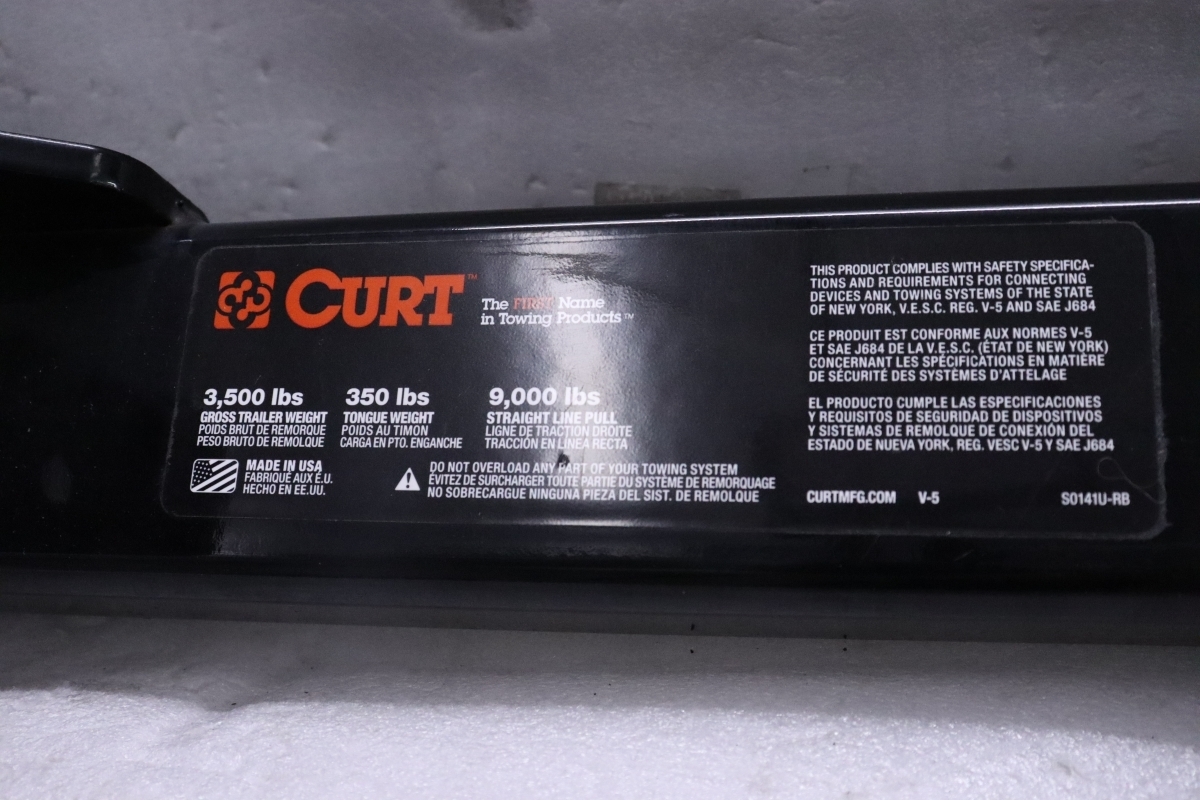 CURT™
The FIRST Name
in Towing Products™
3,500 lbs
GROSS TRAILER WEIGHT
POIDS BRUT DE REMORQUE
PESO BRUTO DE REMOLQUE
350 lbs
TONGUE WEIGHT
POIDS AU TIMON
CARGA EN PTO. ENGANCHE
9,000 lbs
STRAIGHT LINE PULL
LIGNE DE TRACTION DROITE
TRACCIÓN EN LÍNEA RECTA
MADE IN USA
FABRIQUÉ AUX É.U.
HECHO EN EE.UU.
DO NOT OVERLOAD ANY PART OF YOUR TOWING SYSTEM
ÉVITEZ DE SURCHARGER TOUTE PARTIE DU SYSTEME DE REMORQUAGE
NO SOBRECARGUE NINGUNA PIEZA DEL SIST. DE REMOLQUE
THIS PRODUCT COMPLIES WITH SAFETY SPECIFICA-
TIONS AND REQUIREMENTS FOR CONNECTING
DEVICES AND TOWING SYSTEMS OF THE STATE
OF NEW YORK, V.E.S.C. REG. V-5 AND SAE J684
CE PRODUIT EST CONFORME AUX NORMES V-5
ET SAE J684 DE LA V.E.S.C. (ÉTAT DE NEW YORK)
CONCERNANT LES SPÉCIFICATIONS EN MATIÈRE
DE SÉCURITÉ DES SYSTÈMES D'ATTELAGE
EL PRODUCTO CUMPLE LAS ESPECIFICACIONES
Y REQUISITOS DE SEGURIDAD DE DISPOSITIVOS
Y SISTEMAS DE REMOLQUE DE CONEXIÓN DEL
ESTADO DE NUEVA YORK, REG. VESC V-5 Y SAE J684
CURTMFG.COM V-5 S0141U-RB